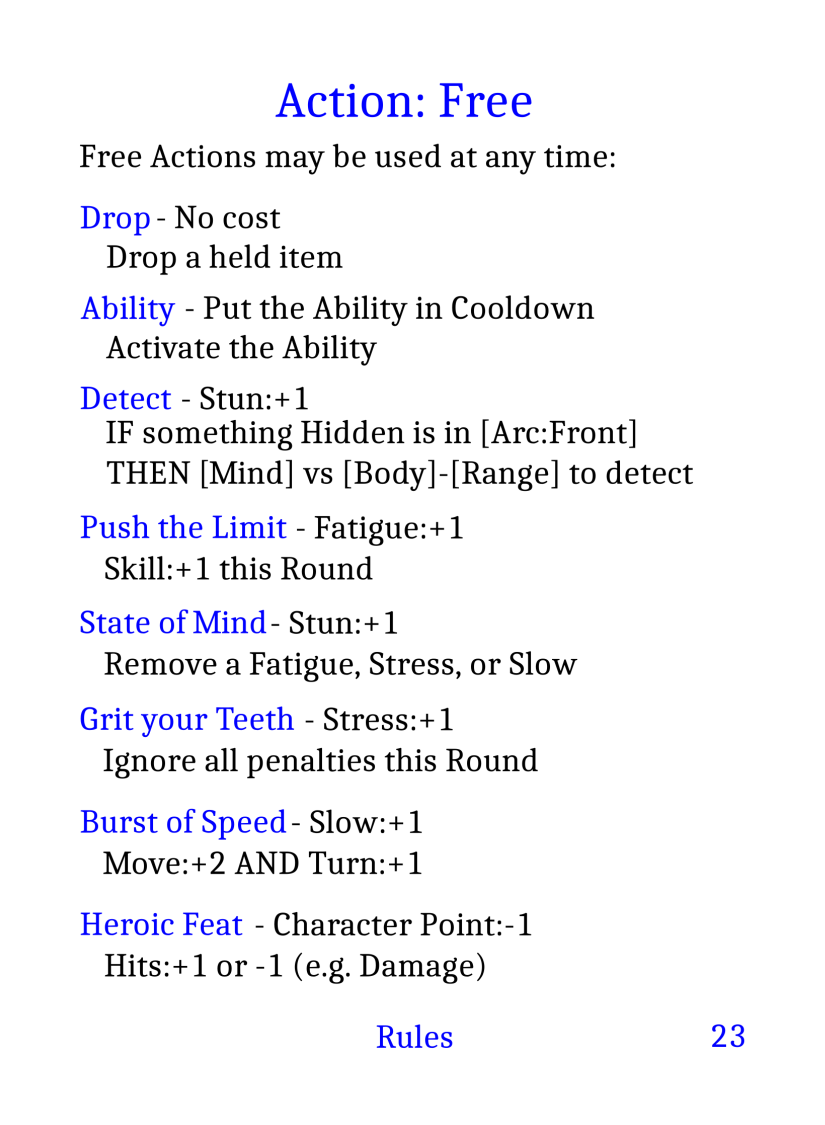 Action: Free
Free Actions may be used at any time:
Drop - No cost
Drop a held item
Ability - Put the Ability in Cooldown
Activate the Ability
Detect - Stun:+1
IF something Hidden is in [Arc:Front]
THEN [Mind] vs [Body]-[Range] to detect
Push the Limit - Fatigue:+1
Skill:+1 this Round
State of Mind - Stun:+1
Remove a Fatigue, Stress, or Slow
Grit your Teeth - Stress:+1
Ignore all penalties this Round
Burst of Speed - Slow:+1
Move:+2 AND Turn:+1
Heroic Feat - Character Point:-1
Hits:+1 or -1 (e.g. Damage)
Rules 23